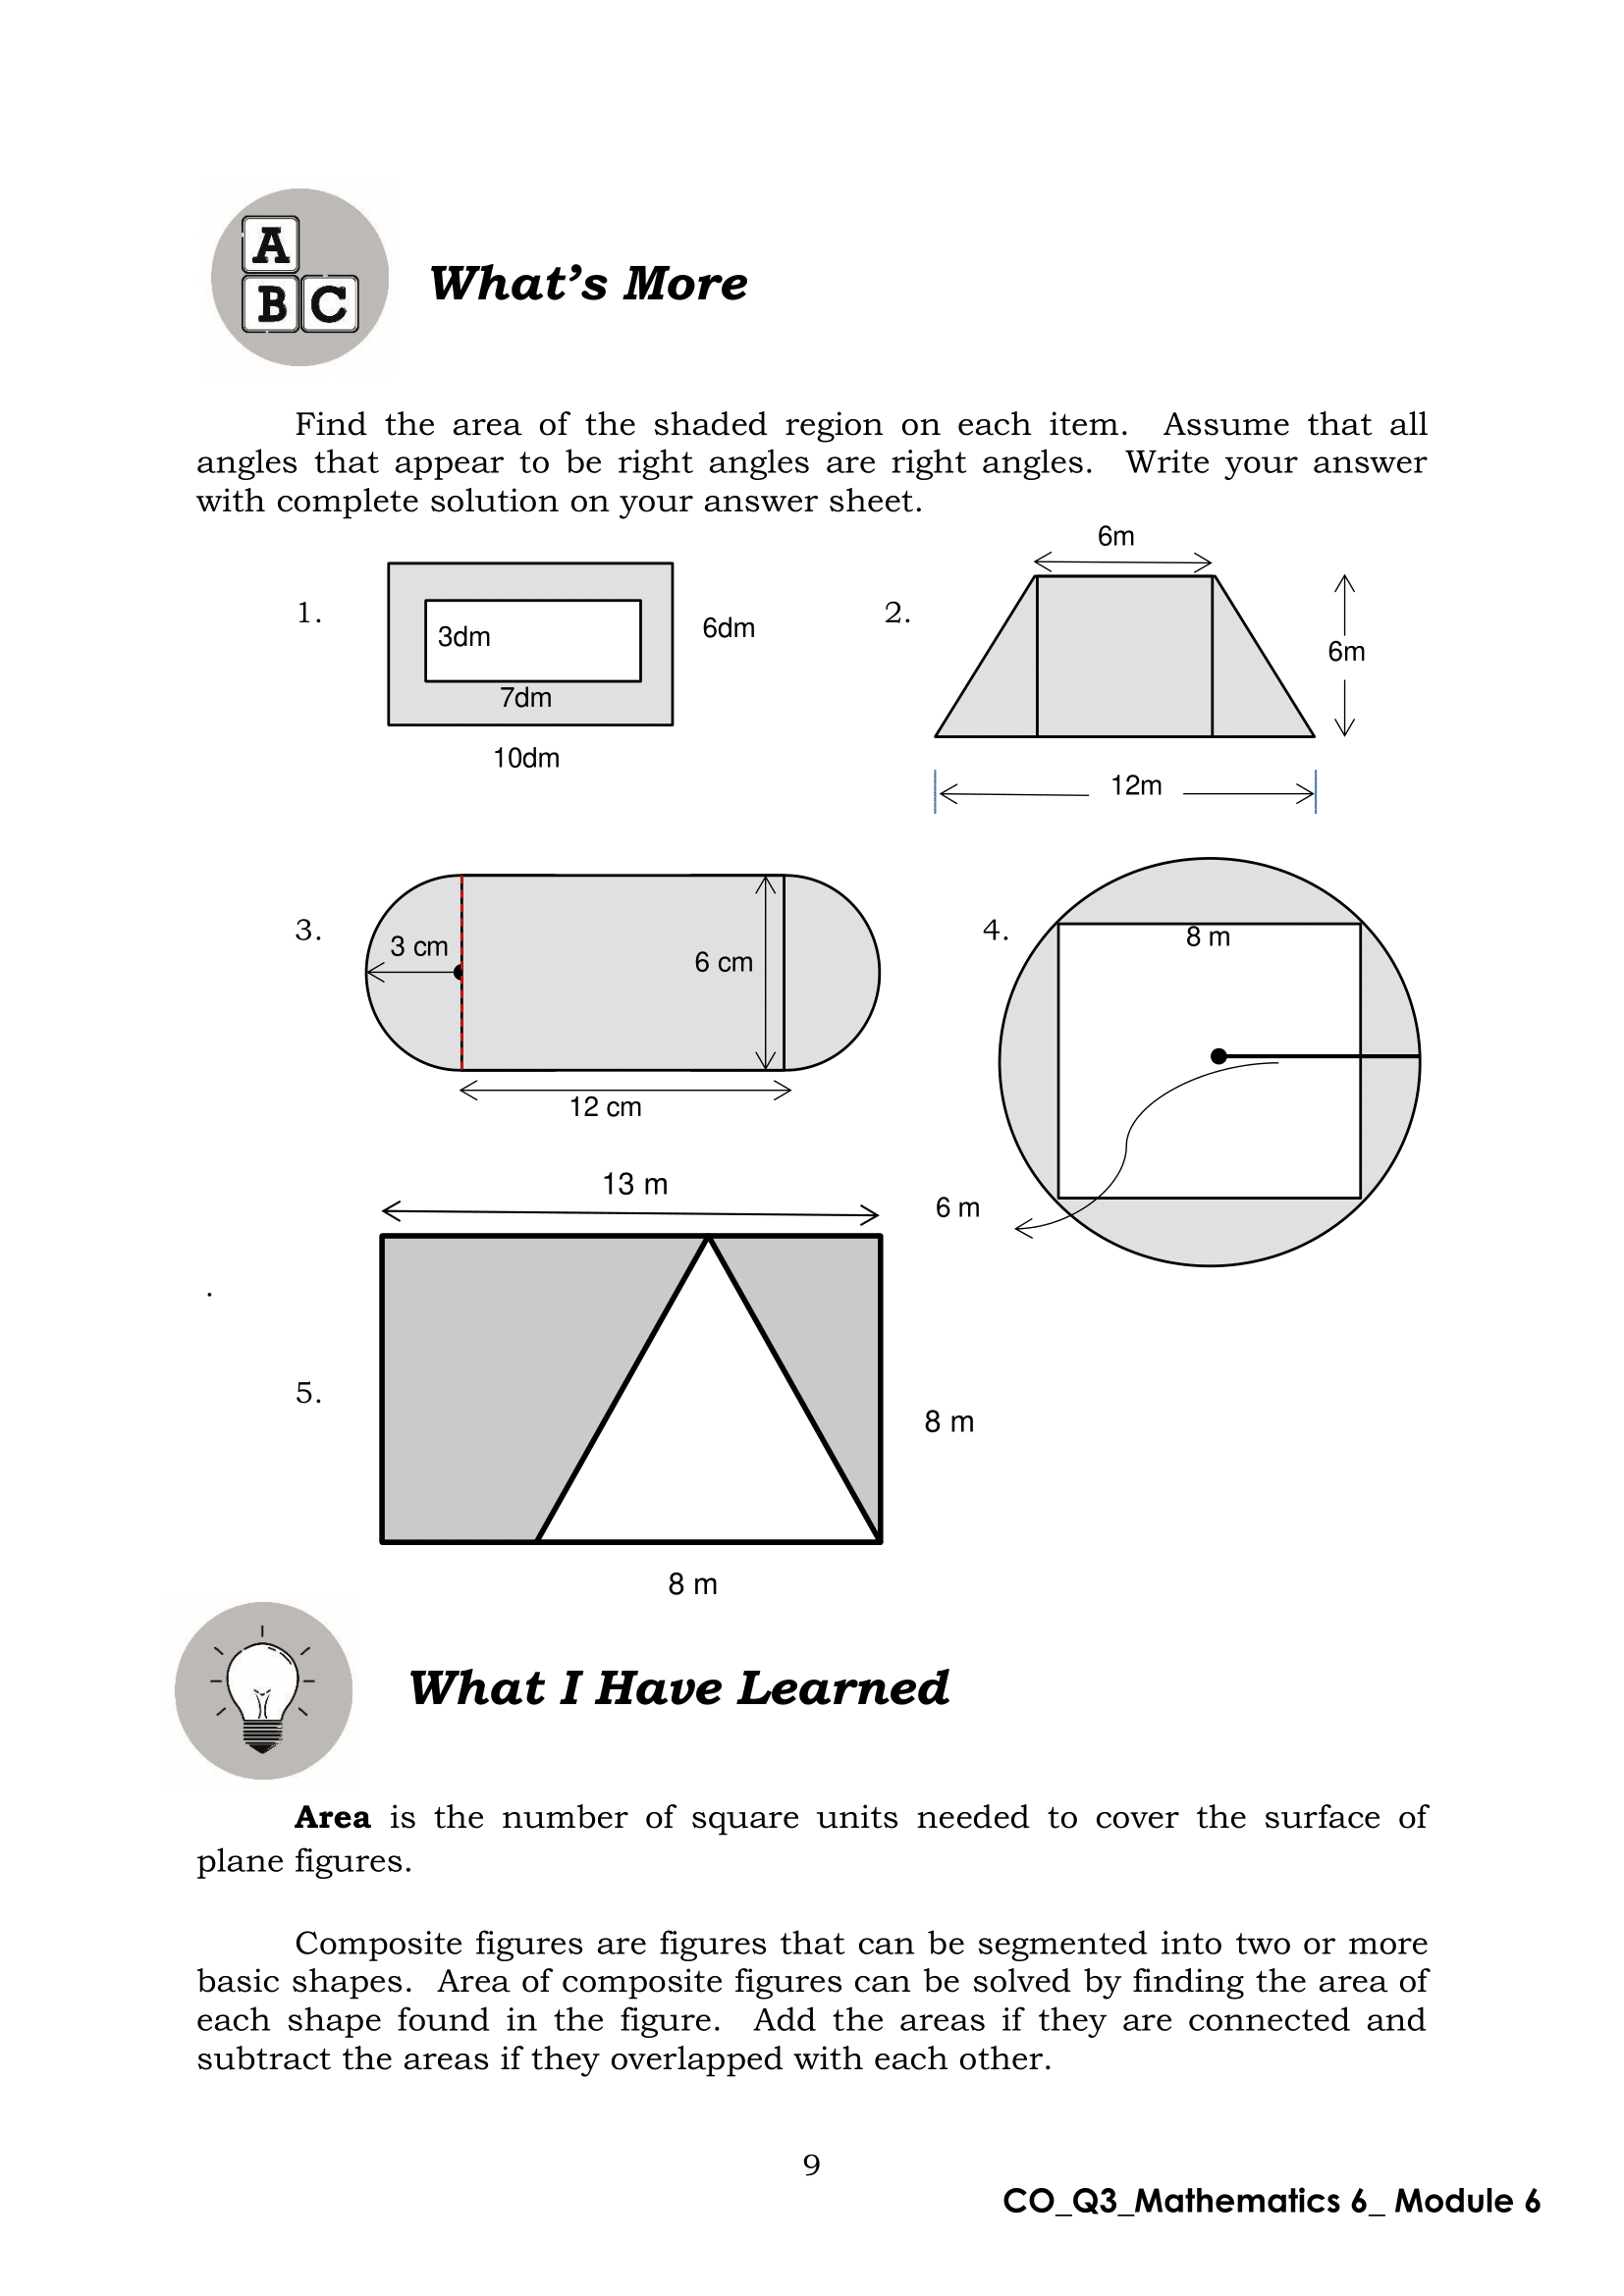 A
B C
What's More
Find the area of the shaded region on each item. Assume that all
angles that appear to be right angles are right angles. Write your answer
with complete solution on your answer sheet.
1.
3dm
7dm
6dm
10dm
2.
6m
6m
12m
3.
3 cm
6 cm
12 cm
4.
8 m
6 m
13 m
.
5.
8 m
8 m
What I Have Learned
Area is the number of square units needed to cover the surface of
plane figures.
Composite figures are figures that can be segmented into two or more
basic shapes. Area of composite figures can be solved by finding the area of
each shape found in the figure. Add the areas if they are connected and
subtract the areas if they overlapped with each other.
9
CO_Q3_Mathematics 6_ Module 6